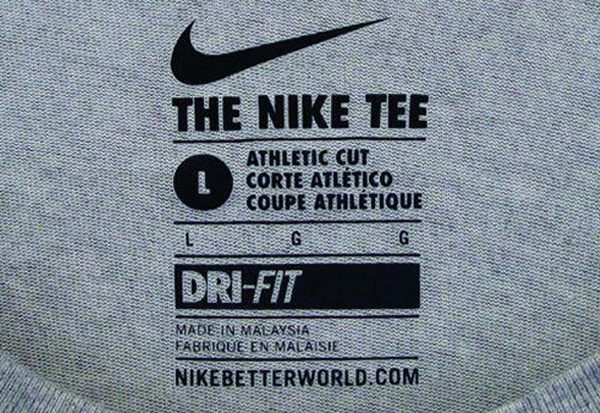 THE NIKE TEE
L
ATHLETIC CUT
CORTE ATLÉTICO
COUPE ATHLÉTIQUE
L G G
DRI-FIT
MADE IN MALAYSIA
FABRIQUE EN MALAISIE
NIKEBETTERWORLD.COM